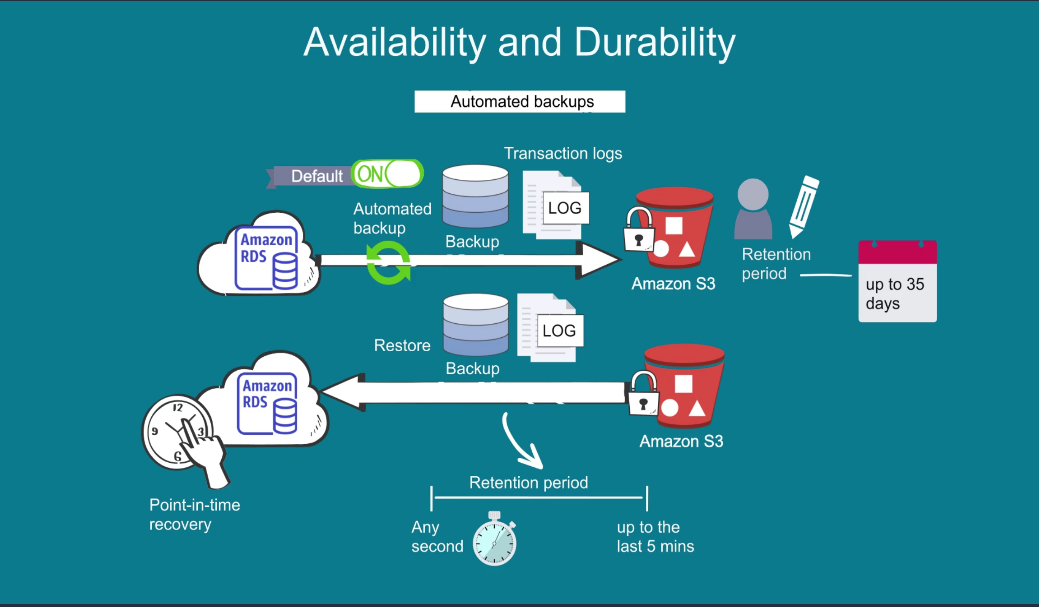 Availability and Durability
Automated backups
Transaction logs
Default
ON
LOG
Automated
backup
Backup
Amazon
RDS
Amazon S3
Retention
period
up to 35
days
LOG
Restore
Backup
Amazon
RDS
Amazon S3
12
9
3
6
Retention period
Point-in-time
recovery
Any
second
up to the
last 5 mins